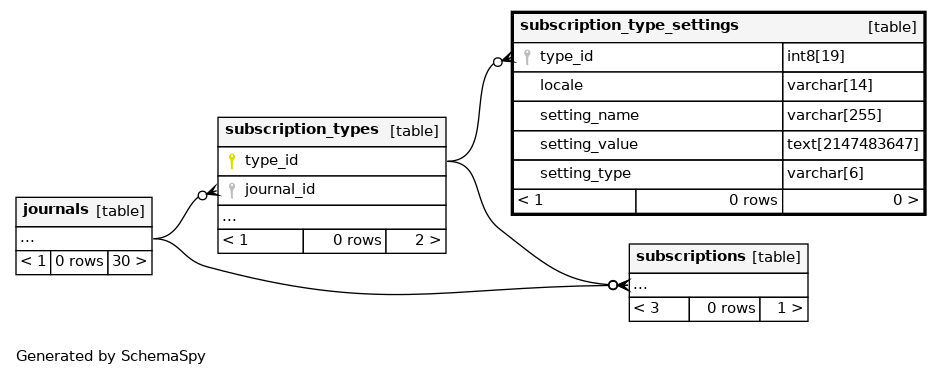 subscription_type_settings [table]
type_id int8[19]
locale varchar[14]
setting_name varchar[255]
setting_value text[2147483647]
setting_type varchar[6]
< 1 0 rows 0 >
subscription_types [table]
type_id
journal_id
...
< 1 0 rows 2 >
journals [table]
...
< 1 0 rows 30 >
subscriptions [table]
...
< 3 0 rows 1 >
Generated by SchemaSpy